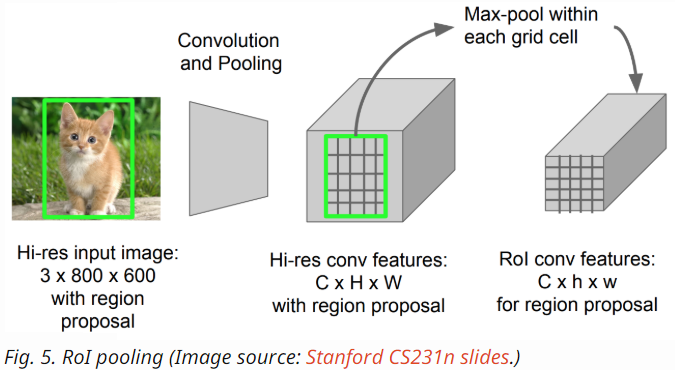 Convolution
and Pooling
Max-pool within
each grid cell
Hi-res input image:
3 x 800 x 600
with region
proposal
Hi-res conv features:
C x H x W
with region proposal
RoI conv features:
C x h x w
for region proposal
Fig. 5. RoI pooling (Image source: Stanford CS231n slides.)